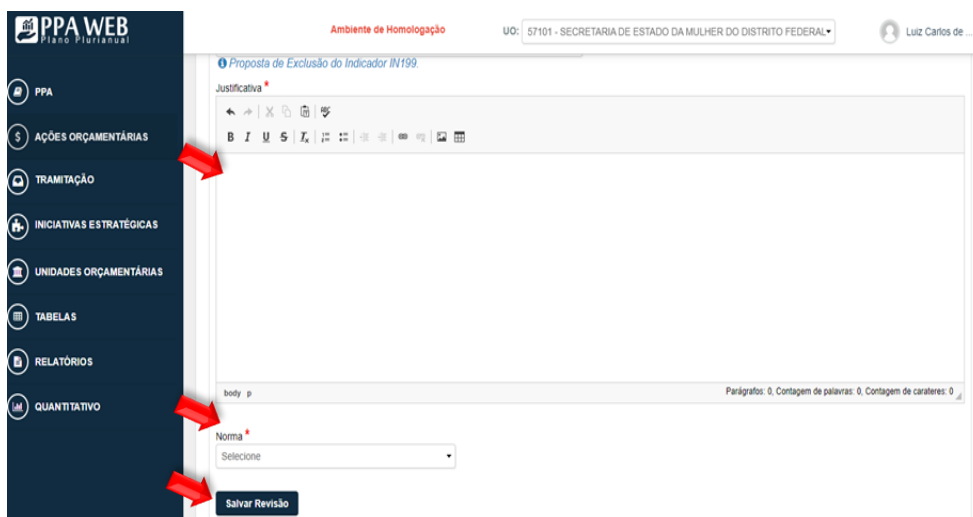 PPA WEB
Plano Plurianual
Ambiente de Homologação
UO: 57101 - SECRETARIA DE ESTADO DA MULHER DO DISTRITO FEDERAL
Luiz Carlos de ...
PPA
AÇÕES ORÇAMENTÁRIAS
TRAMITAÇÃO
INICIATIVAS ESTRATÉGICAS
UNIDADES ORÇAMENTÁRIAS
TABELAS
RELATÓRIOS
QUANTITATIVO
Proposta de Exclusão do Indicador IN199.
Justificativa *
B I U S Ix
body p
Parágrafos: 0, Contagem de palavras: 0, Contagem de carateres: 0
Norma *
Selecione
Salvar Revisão